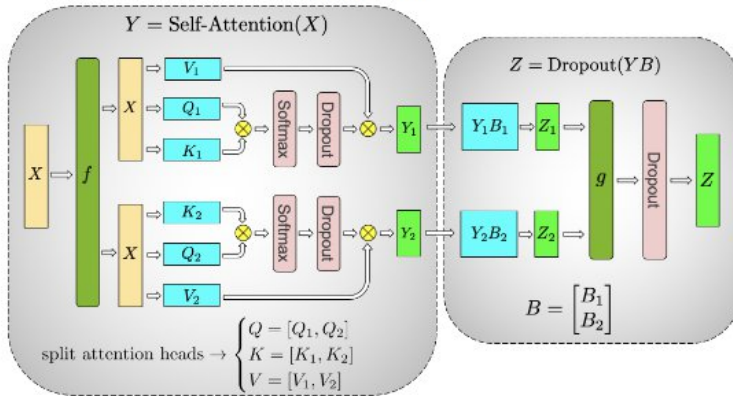 Y = Self-Attention(X)
X
f
X
V₁
Q₁
K₁
Softmax
Dropout
Y₁
X
K₂
Q₂
V₂
Softmax
Dropout
Y₂
split attention heads → { Q = [Q₁, Q₂]
K = [K₁, K₂]
V = [V₁, V₂]
Z = Dropout(YB)
Y₁B₁
Z₁
Y₂B₂
Z₂
g
Dropout
Z
B = [B₁
B₂]